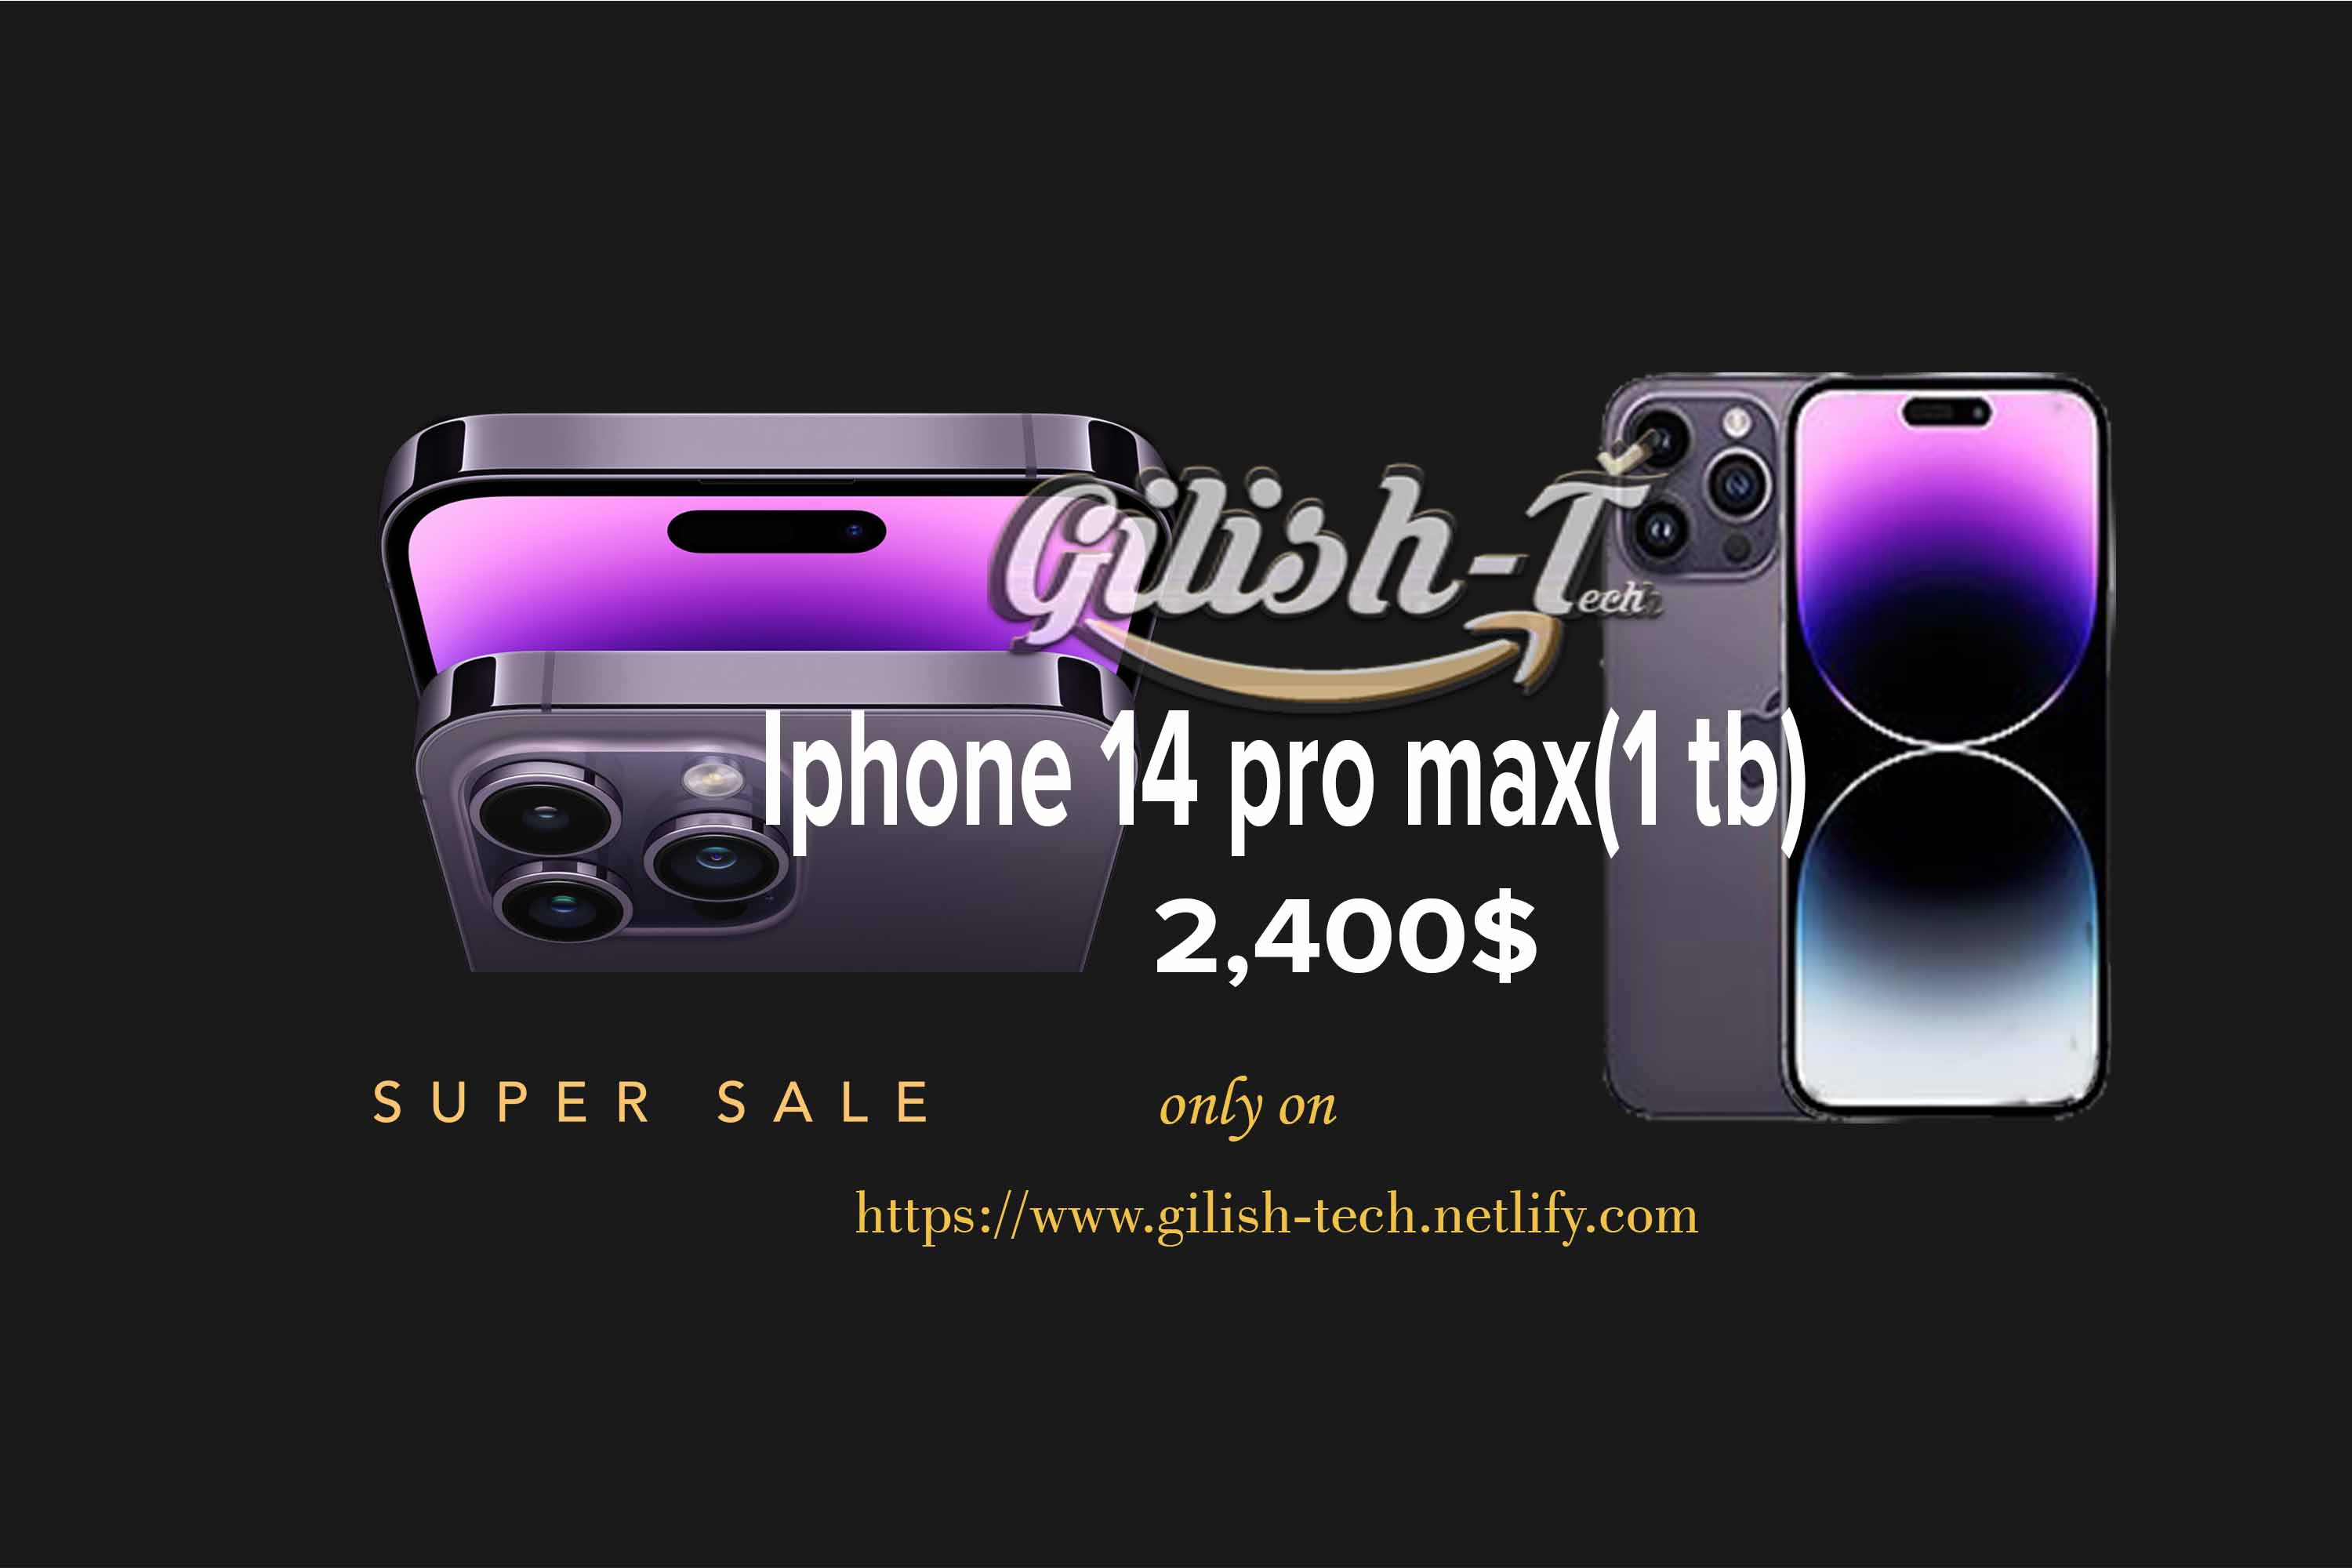 Gilish-Tech
Iphone 14 pro max(1 tb)
2,400$
SUPER SALE only on
https://www.gilish-tech.netlify.com